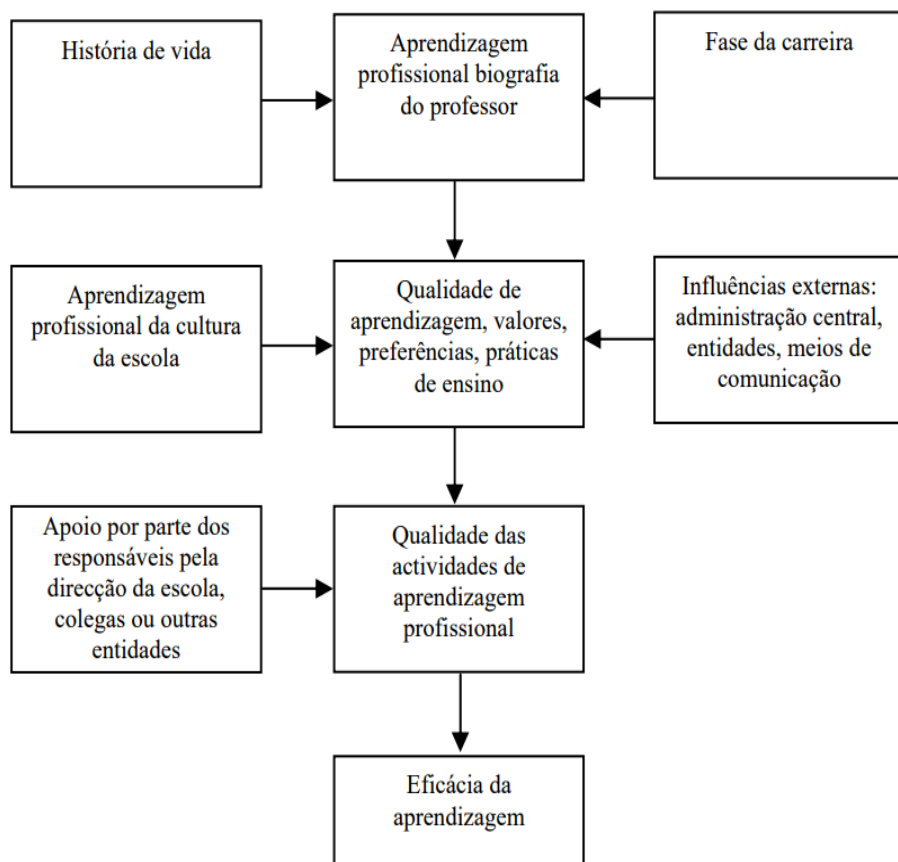 História de vida
Aprendizagem
profissional biografia
do professor
Fase da carreira
Aprendizagem
profissional da cultura
da escola
Qualidade de
aprendizagem, valores,
preferências, práticas
de ensino
Influências externas:
administração central,
entidades, meios de
comunicação
Apoio por parte dos
responsáveis pela
direcção da escola,
colegas ou outras
entidades
Qualidade das
actividades de
aprendizagem
profissional
Eficácia da
aprendizagem